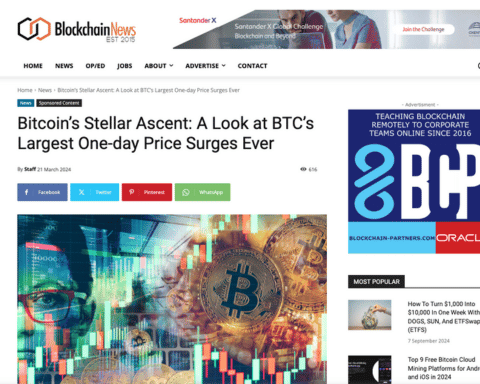 BlockchainNews
EST 2015
Santander X
Santander X Global Challenge
Blockchain and Beyond
Join the Challenge
HOME NEWS OP/ED JOBS ABOUT ADVERTISE CONTACT
Home News Bitcoin's Stellar Ascent: A Look at BTC's Largest One-day Price Surges Ever
News Sponsored Content
Bitcoin's Stellar Ascent: A Look at BTC's
Largest One-day Price Surges Ever
By Staff 21 March 2024
616
Facebook Twitter Pinterest WhatsApp
- Advertisement -
TEACHING BLOCKCHAIN
REMOTELY TO CORPORATE
TEAMS ONLINE SINCE 2016
BCP
BLOCKCHAIN-PARTNERS.COM ORACL
MOST POPULAR
How To Turn $1,000 Into
$10,000 In One Week With
DOGS, SUN, And ETFSwap
(ETFS)
7 September 2024
Top 9 Free Bitcoin Cloud
Mining Platforms for Andr
and iOS in 2024